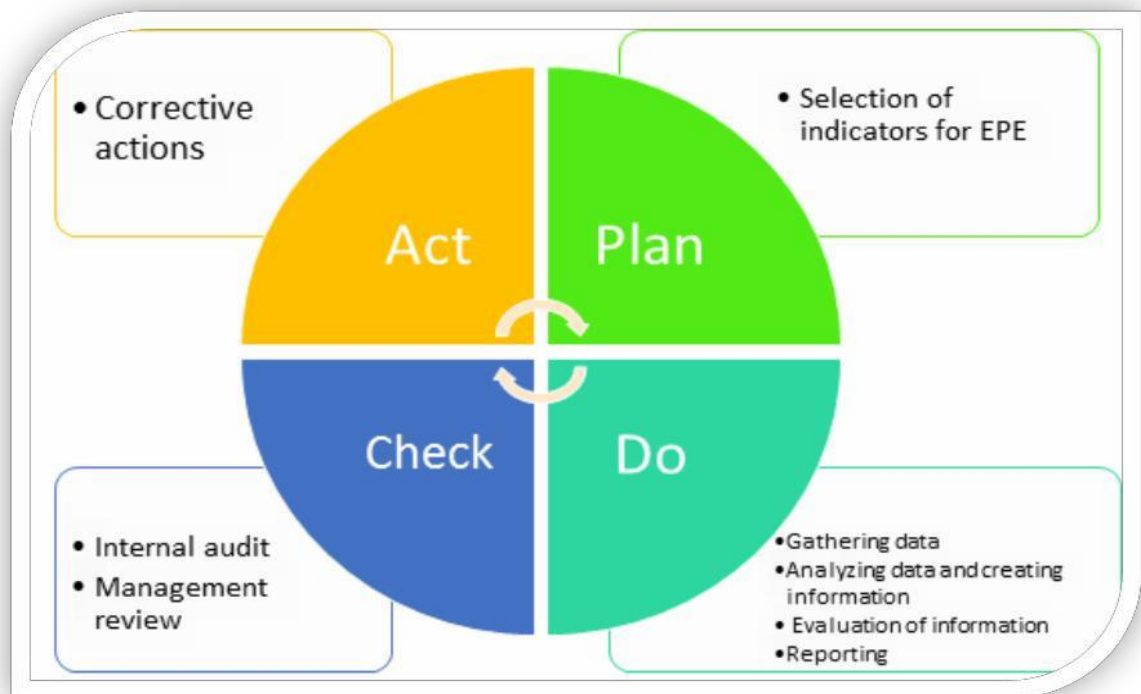 • Corrective
actions
• Selection of
indicators for EPE
Act
Plan
Check
Do
• Internal audit
• Management
review
•Gathering data
•Analyzing data and creating
information
• Evaluation of information
•Reporting